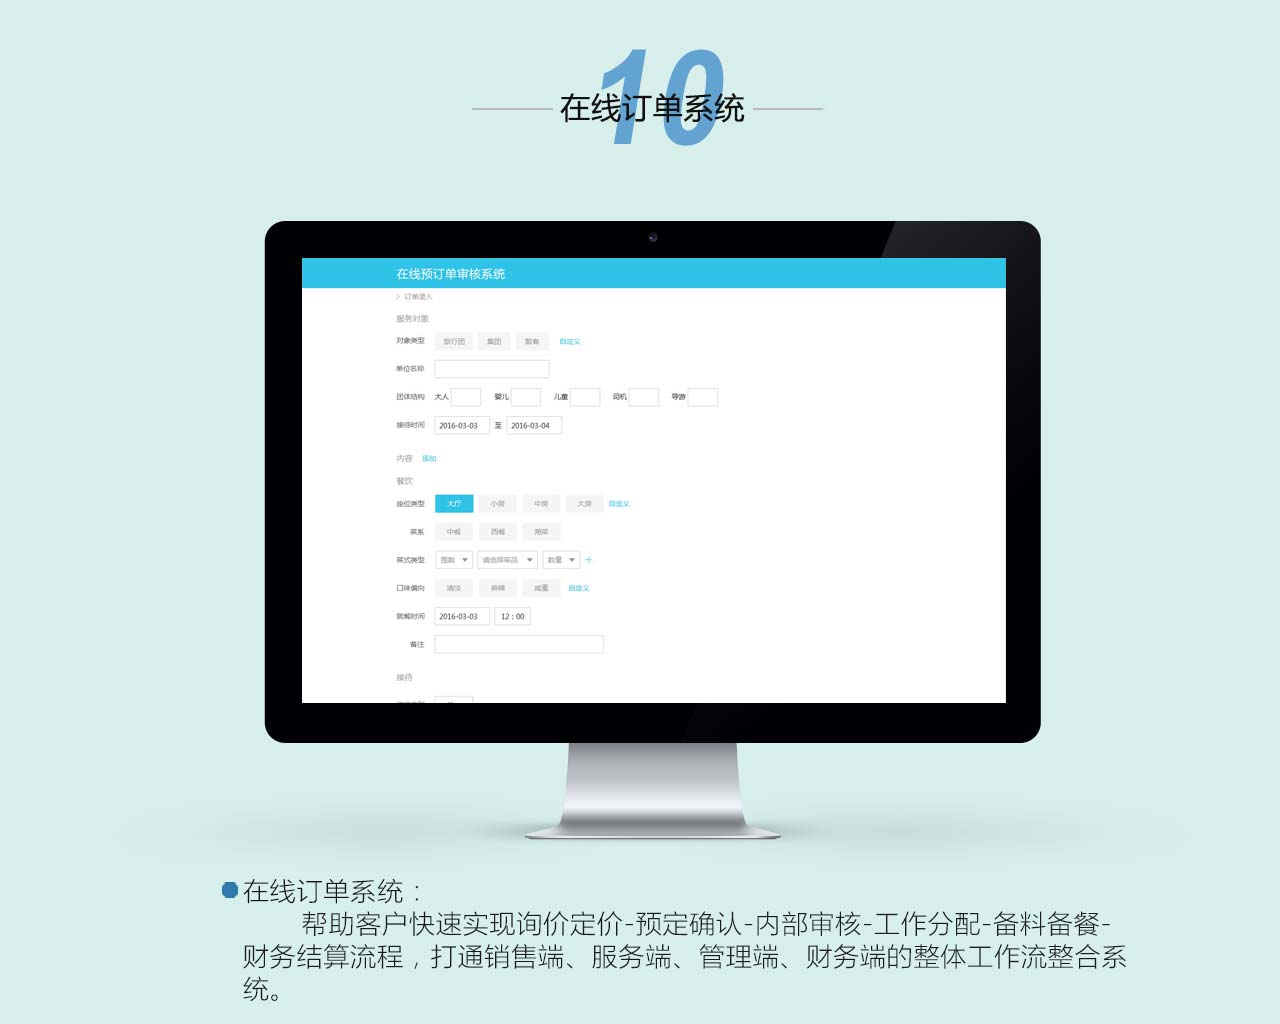 10
在线订单系统
在线预订单审核系统
> 订单录入
服务对象
对象类型 旅行团 集团 散客 自定义
单位名称
团体结构 大人 婴儿 儿童 司机 导游
接待时间 2016-03-03 至 2016-03-04
内容 添加
餐饮
座位类型 大厅 小房 中房 大房 自定义
菜系 中餐 西餐 湘菜
菜式类型 围数 请选择菜品 数量 +
口味偏向 清淡 麻辣 咸重 自定义
就餐时间 2016-03-03 12 : 00
备注
接待
在线订单系统：
帮助客户快速实现询价定价-预定确认-内部审核-工作分配-备料备餐-
财务结算流程，打通销售端、服务端、管理端、财务端的整体工作流整合系
统。